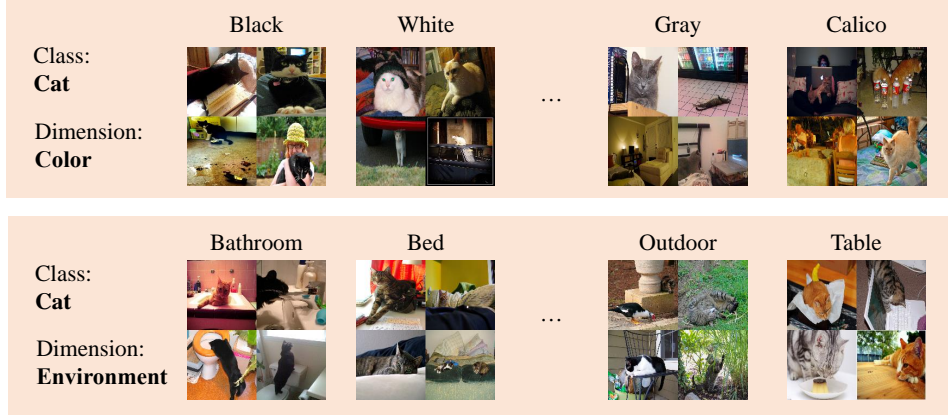 Black White Gray Calico
Class:
Cat
...
Dimension:
Color
Bathroom Bed Outdoor Table
Class:
Cat
...
Dimension:
Environment